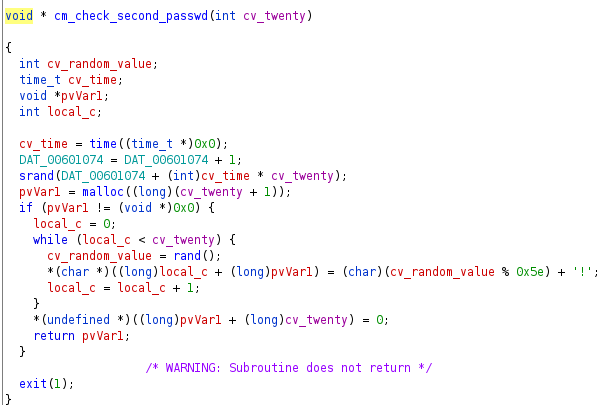 void * cm_check_second_passwd(int cv_twenty)
{
int cv_random_value;
time_t cv_time;
void *pvVar1;
int local_c;
cv_time = time((time_t *)0x0);
DAT_00601074 = DAT_00601074 + 1;
srand(DAT_00601074 + (int)cv_time * cv_twenty);
pvVar1 = malloc((long)(cv_twenty + 1));
if (pvVar1 != (void *)0x0) {
local_c = 0;
while (local_c < cv_twenty) {
cv_random_value = rand();
*(char *)((long)local_c + (long)pvVar1) = (char)(cv_random_value % 0x5e) + '!';
local_c = local_c + 1;
}
*(undefined *)((long)pvVar1 + (long)cv_twenty) = 0;
return pvVar1;
}
/* WARNING: Subroutine does not return */
exit(1);
}